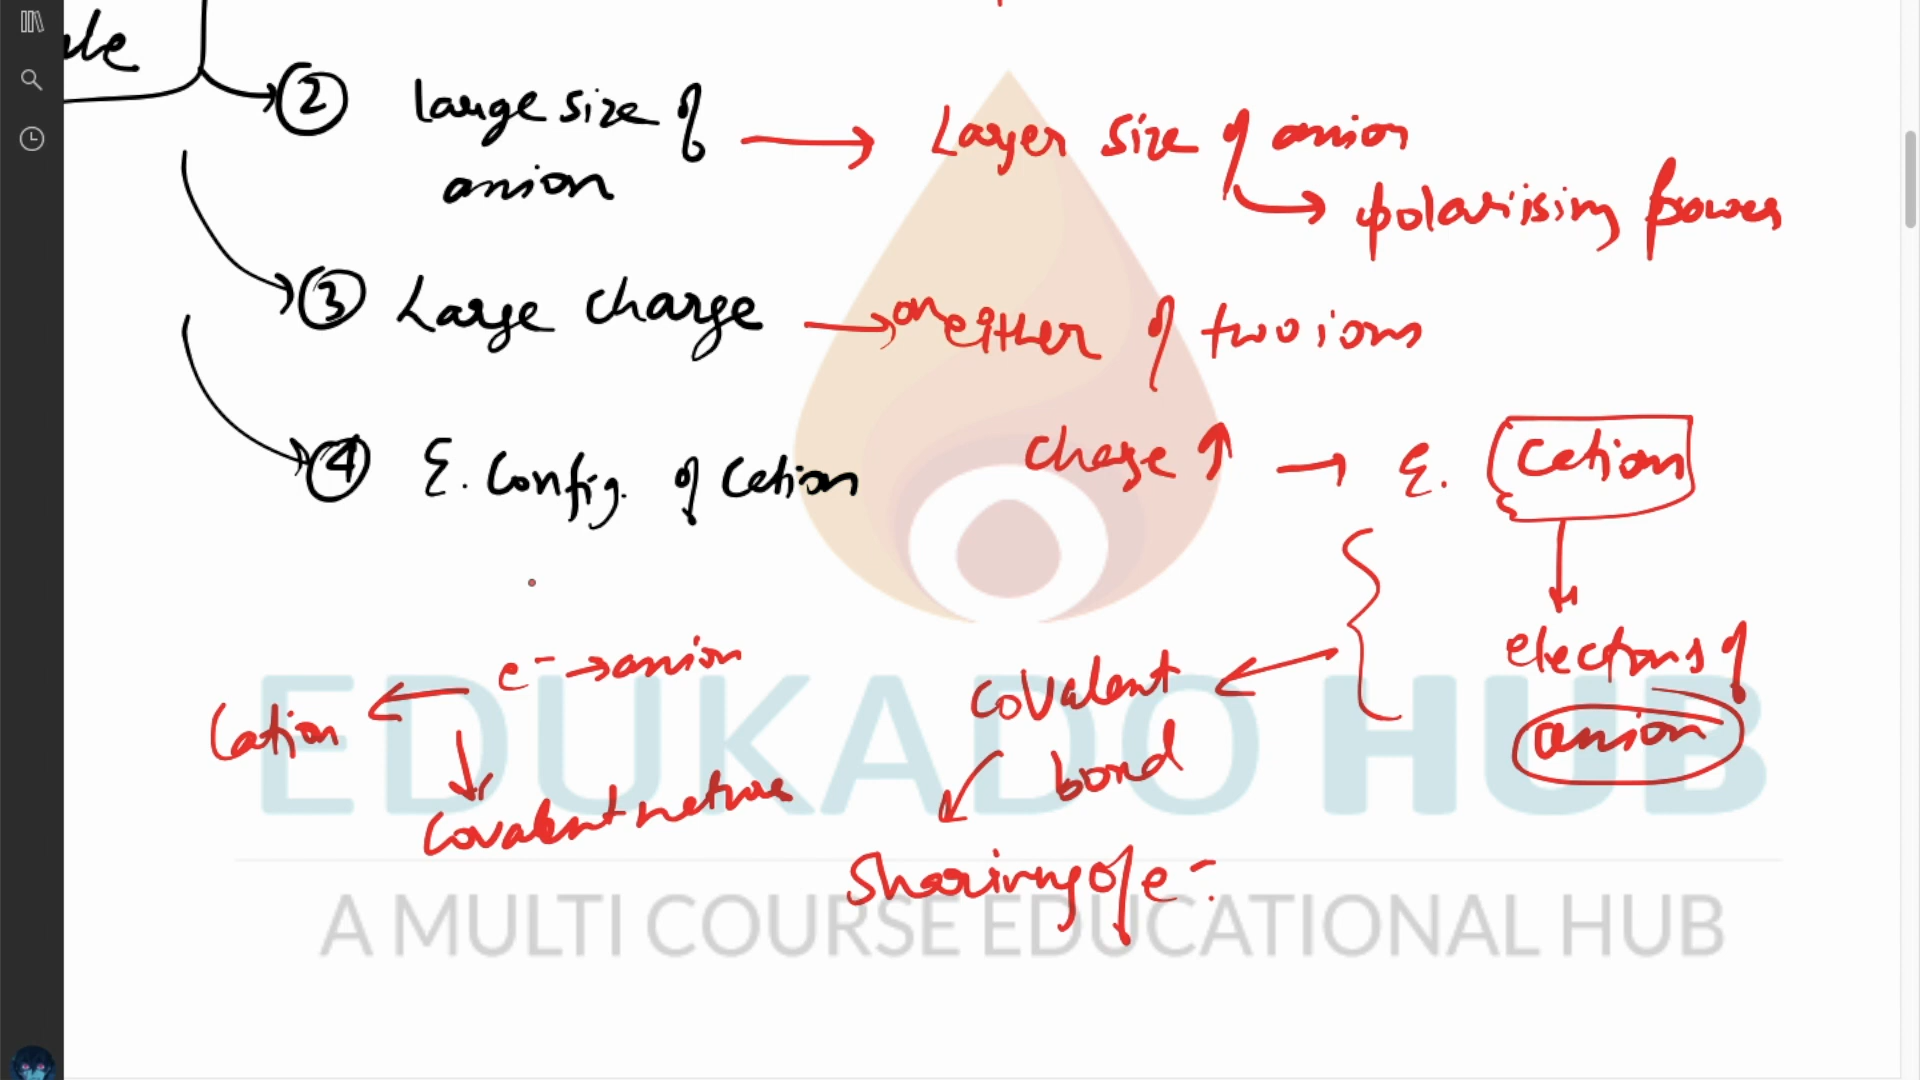 ule
② Large size of anion → Larger size of anion
→ polarising power
③ Large charge → on either of two ions
④ E. Config. of Cation
Charge ↑ → E. Cation
electrons of
anion
e⁻ → anion
Cation
Covalent nature
Covalent
bond
Sharing of e⁻
EDUKADO HUB
A MULTI COURSE EDUCATIONAL HUB